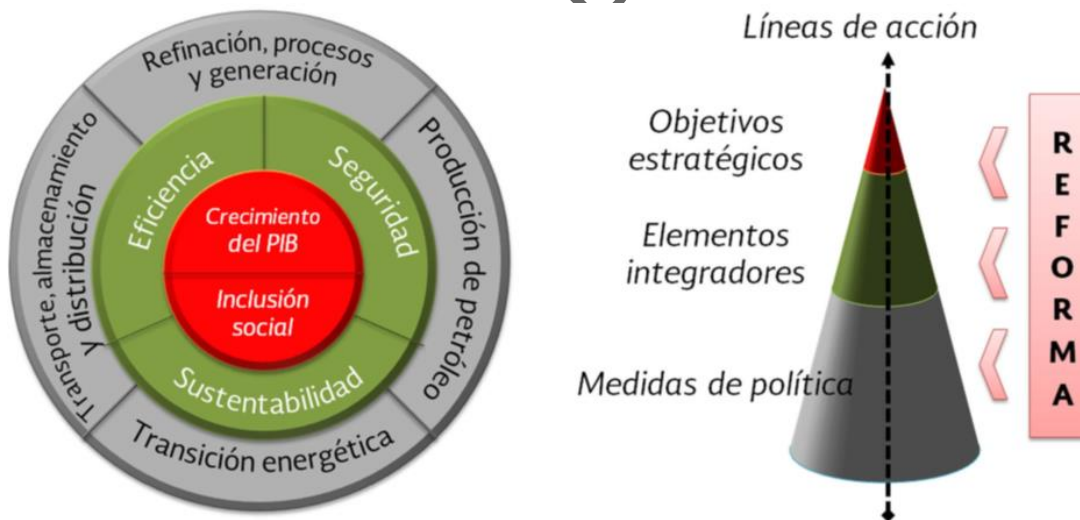 Refinación, procesos
y generación
Transporte, almacenamiento
y distribución
Producción de petróleo
Transición energética
Eficiencia
Seguridad
Sustentabilidad
Crecimiento
del PIB
Inclusión
social
Líneas de acción
Objetivos
estratégicos
Elementos
integradores
Medidas de política
REFORMA